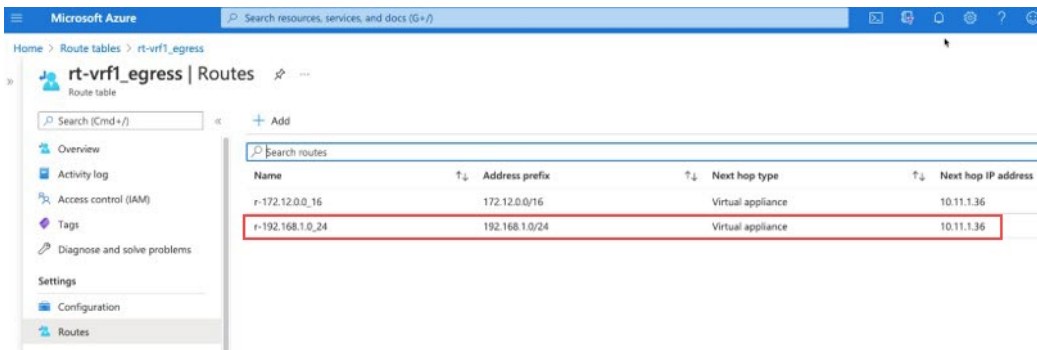 Microsoft Azure
Search resources, services, and docs (G+/)
Home > Route tables > rt-vrf1_egress
rt-vrf1_egress | Routes
Route table
Search (Cmd+/)
Add
Overview
Search routes
Activity log
Name Address prefix Next hop type Next hop IP address
Access control (IAM)
r-172.12.0.0_16 172.12.0.0/16 Virtual appliance 10.11.1.36
Tags
r-192.168.1.0_24 192.168.1.0/24 Virtual appliance 10.11.1.36
Diagnose and solve problems
Settings
Configuration
Routes